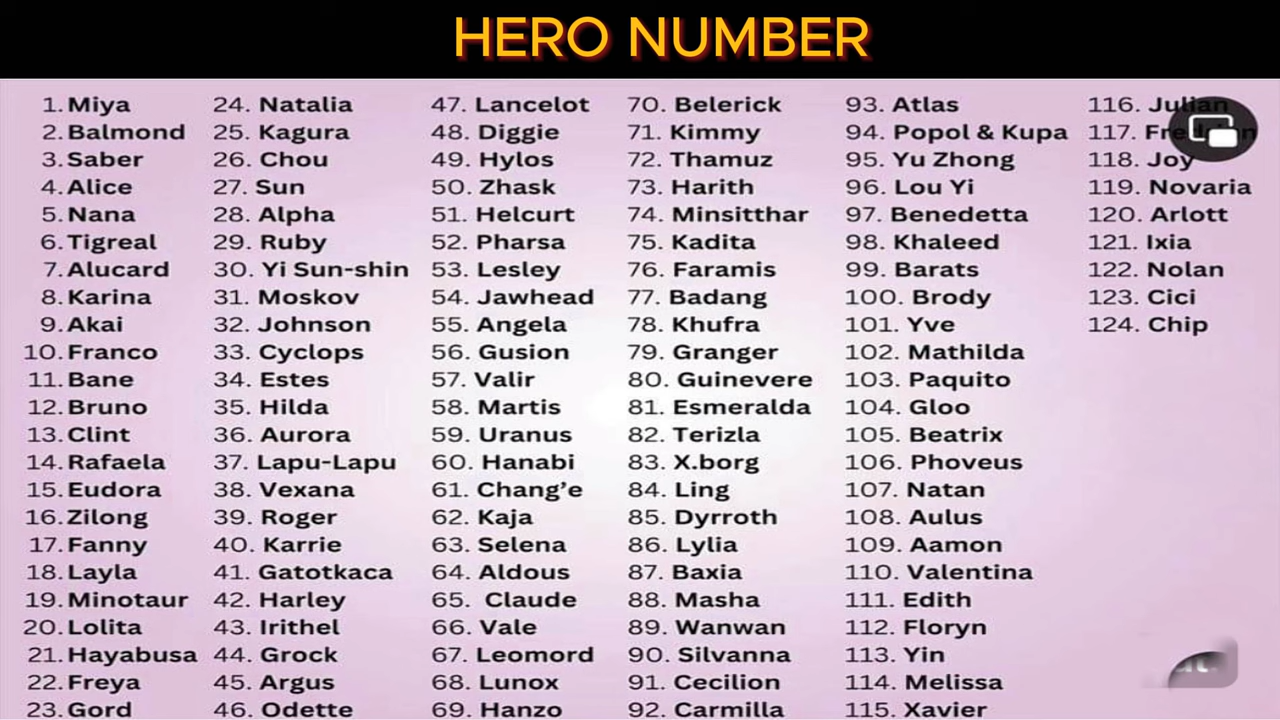 HERO NUMBER
1. Miya
2. Balmond
3. Saber
4. Alice
5. Nana
6. Tigreal
7. Alucard
8. Karina
9. Akai
10. Franco
11. Bane
12. Bruno
13. Clint
14. Rafaela
15. Eudora
16. Zilong
17. Fanny
18. Layla
19. Minotaur
20. Lolita
21. Hayabusa
22. Freya
23. Gord
24. Natalia
25. Kagura
26. Chou
27. Sun
28. Alpha
29. Ruby
30. Yi Sun-shin
31. Moskov
32. Johnson
33. Cyclops
34. Estes
35. Hilda
36. Aurora
37. Lapu-Lapu
38. Vexana
39. Roger
40. Karrie
41. Gatotkaca
42. Harley
43. Irithel
44. Grock
45. Argus
46. Odette
47. Lancelot
48. Diggie
49. Hylos
50. Zhask
51. Helcurt
52. Pharsa
53. Lesley
54. Jawhead
55. Angela
56. Gusion
57. Valir
58. Martis
59. Uranus
60. Hanabi
61. Chang’e
62. Kaja
63. Selena
64. Aldous
65. Claude
66. Vale
67. Leomord
68. Lunox
69. Hanzo
70. Belerick
71. Kimmy
72. Thamuz
73. Harith
74. Minsitthar
75. Kadita
76. Faramis
77. Badang
78. Khufra
79. Granger
80. Guinevere
81. Esmeralda
82. Terizla
83. X.borg
84. Ling
85. Dyrroth
86. Lylia
87. Baxia
88. Masha
89. Wanwan
90. Silvanna
91. Cecilion
92. Carmilla
93. Atlas
94. Popol & Kupa
95. Yu Zhong
96. Lou Yi
97. Benedetta
98. Khaleed
99. Barats
100. Brody
101. Yve
102. Mathilda
103. Paquito
104. Gloo
105. Beatrix
106. Phoveus
107. Natan
108. Aulus
109. Aamon
110. Valentina
111. Edith
112. Floryn
113. Yin
114. Melissa
115. Xavier
116. Julian
117.
118. Joy
119. Novaria
120. Arlott
121. Ixia
122. Nolan
123. Cici
124. Chip